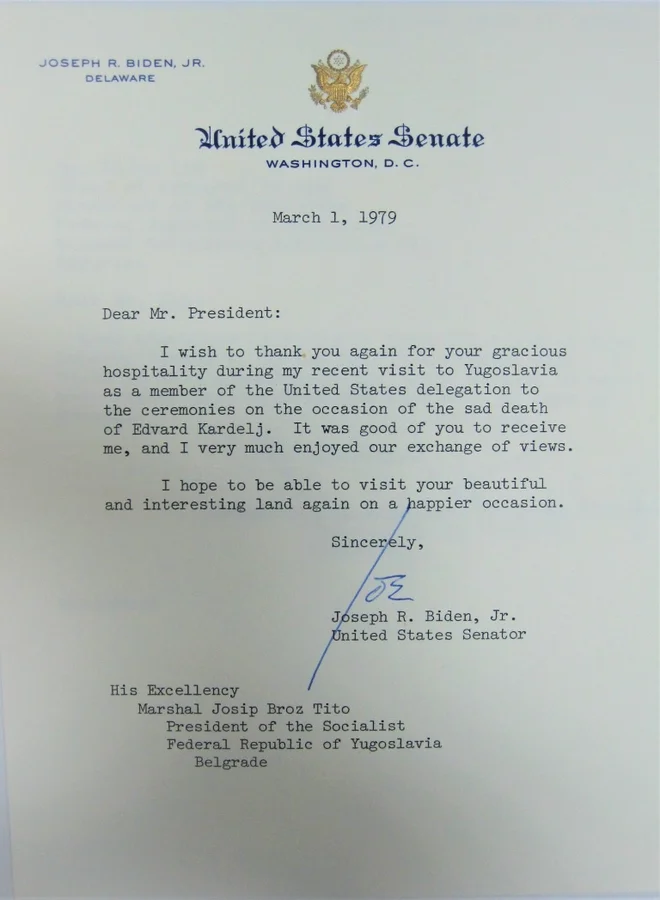 JOSEPH R. BIDEN, JR.
DELAWARE
United States Senate
WASHINGTON, D. C.
March 1, 1979
Dear Mr. President:
I wish to thank you again for your gracious
hospitality during my recent visit to Yugoslavia
as a member of the United States delegation to
the ceremonies on the occasion of the sad death
of Edvard Kardelj. It was good of you to receive
me, and I very much enjoyed our exchange of views.
I hope to be able to visit your beautiful
and interesting land again on a happier occasion.
Sincerely,
Joe
Joseph R. Biden, Jr.
United States Senator
His Excellency
Marshal Josip Broz Tito
President of the Socialist
Federal Republic of Yugoslavia
Belgrade